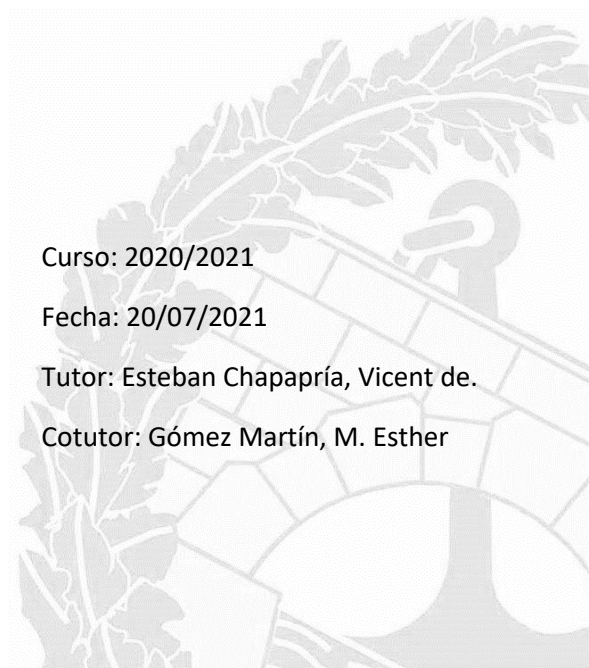 Curso: 2020/2021
Fecha: 20/07/2021
Tutor: Esteban Chapapría, Vicent de.
Cotutor: Gómez Martín, M. Esther